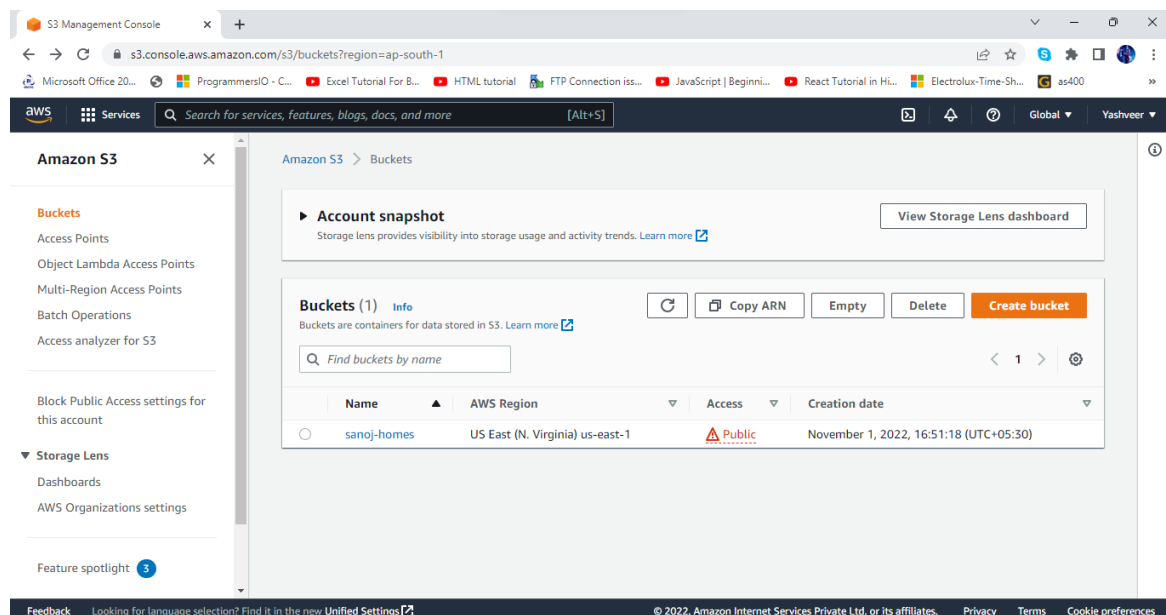 S3 Management Console
s3.console.aws.amazon.com/s3/buckets?region=ap-south-1
Microsoft Office 20... ProgrammersIO - C... Excel Tutorial For B... HTML tutorial FTP Connection iss... JavaScript | Beginni... React Tutorial in Hi... Electrolux-Time-Sh... as400 »
aws Services Search for services, features, blogs, docs, and more [Alt+S] Global ▼ Yashveer ▼
Amazon S3
Buckets
Access Points
Object Lambda Access Points
Multi-Region Access Points
Batch Operations
Access analyzer for S3
Block Public Access settings for
this account
Storage Lens
Dashboards
AWS Organizations settings
Feature spotlight 3
Amazon S3 > Buckets
Account snapshot View Storage Lens dashboard
Storage lens provides visibility into storage usage and activity trends. Learn more
Buckets (1) Info Copy ARN Empty Delete Create bucket
Buckets are containers for data stored in S3. Learn more
Find buckets by name < 1 >
Name AWS Region Access Creation date
sanoj-homes US East (N. Virginia) us-east-1 Public November 1, 2022, 16:51:18 (UTC+05:30)
Feedback Looking for language selection? Find it in the new Unified Settings © 2022, Amazon Internet Services Private Ltd. or its affiliates. Privacy Terms Cookie preferences